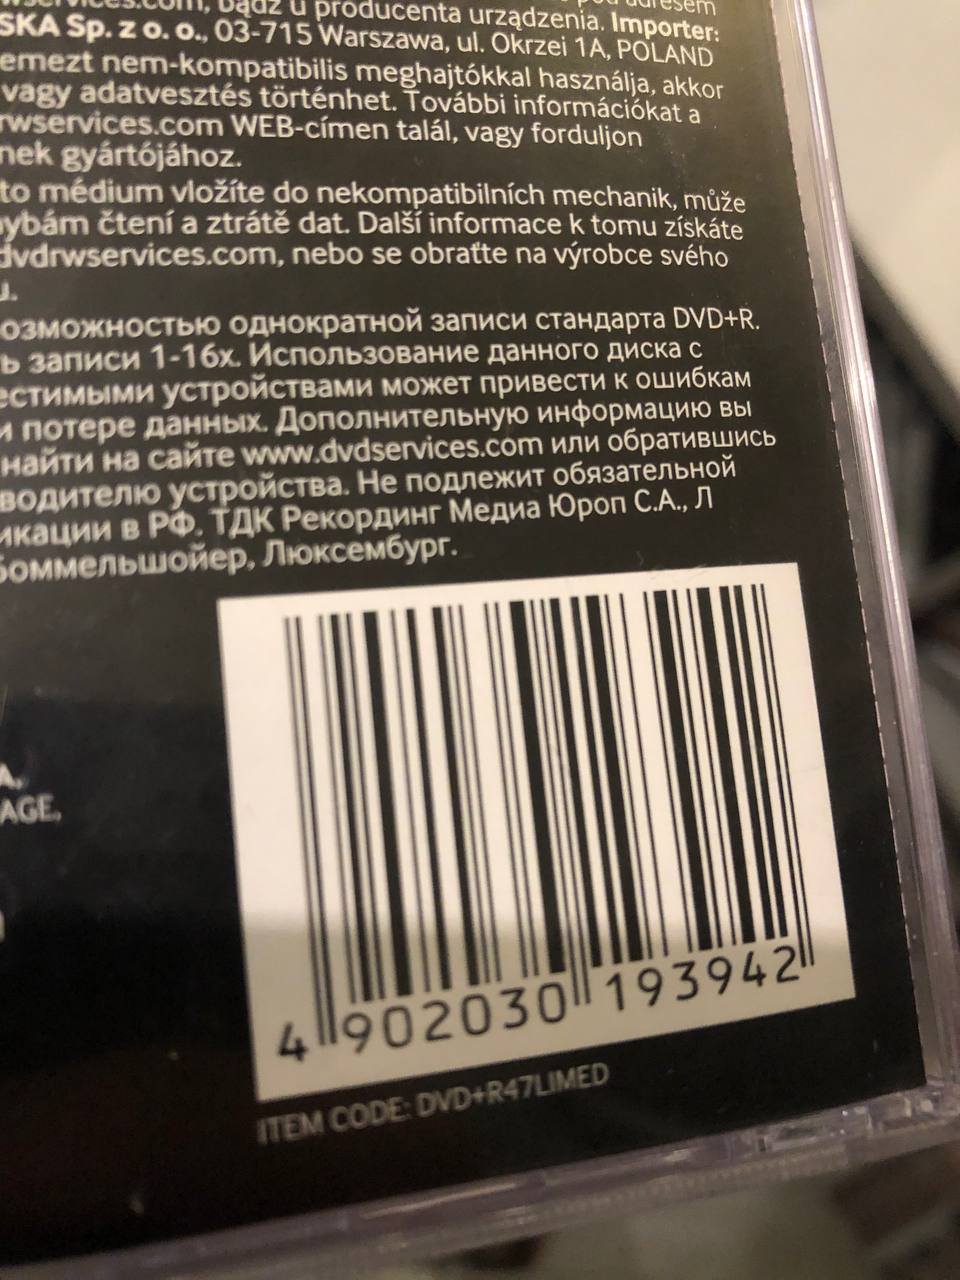 bądź u producenta urządzenia. Importer:
SKA Sp. z o. o., 03-715 Warszawa, ul. Okrzei 1A, POLAND
nem-kompatibilis meghajtókkal használja, akkor
vagy adatvesztés történhet. További információkat a
rwservices.com WEB-címen talál, vagy forduljon
nek gyártójához.
to médium vložíte do nekompatibilních mechanik, může
čtení a ztrátě dat. Další informace k tomu získáte
dvdrwservices.com, nebo se obraťte na výrobce svého
озможностью однократной записи стандарта DVD+R.
ь записи 1-16x. Использование данного диска с
естимыми устройствами может привести к ошибкам
и потере данных. Дополнительную информацию вы
найти на сайте www.dvdservices.com или обратившись
водителю устройства. Не подлежит обязательной
икации в РФ. ТДК Рекординг Медиа Юроп С.А., Л
Боммельшойер, Люксембург.
A.
AGE,
4 902030 193942
ITEM CODE: DVD+R47LIMED